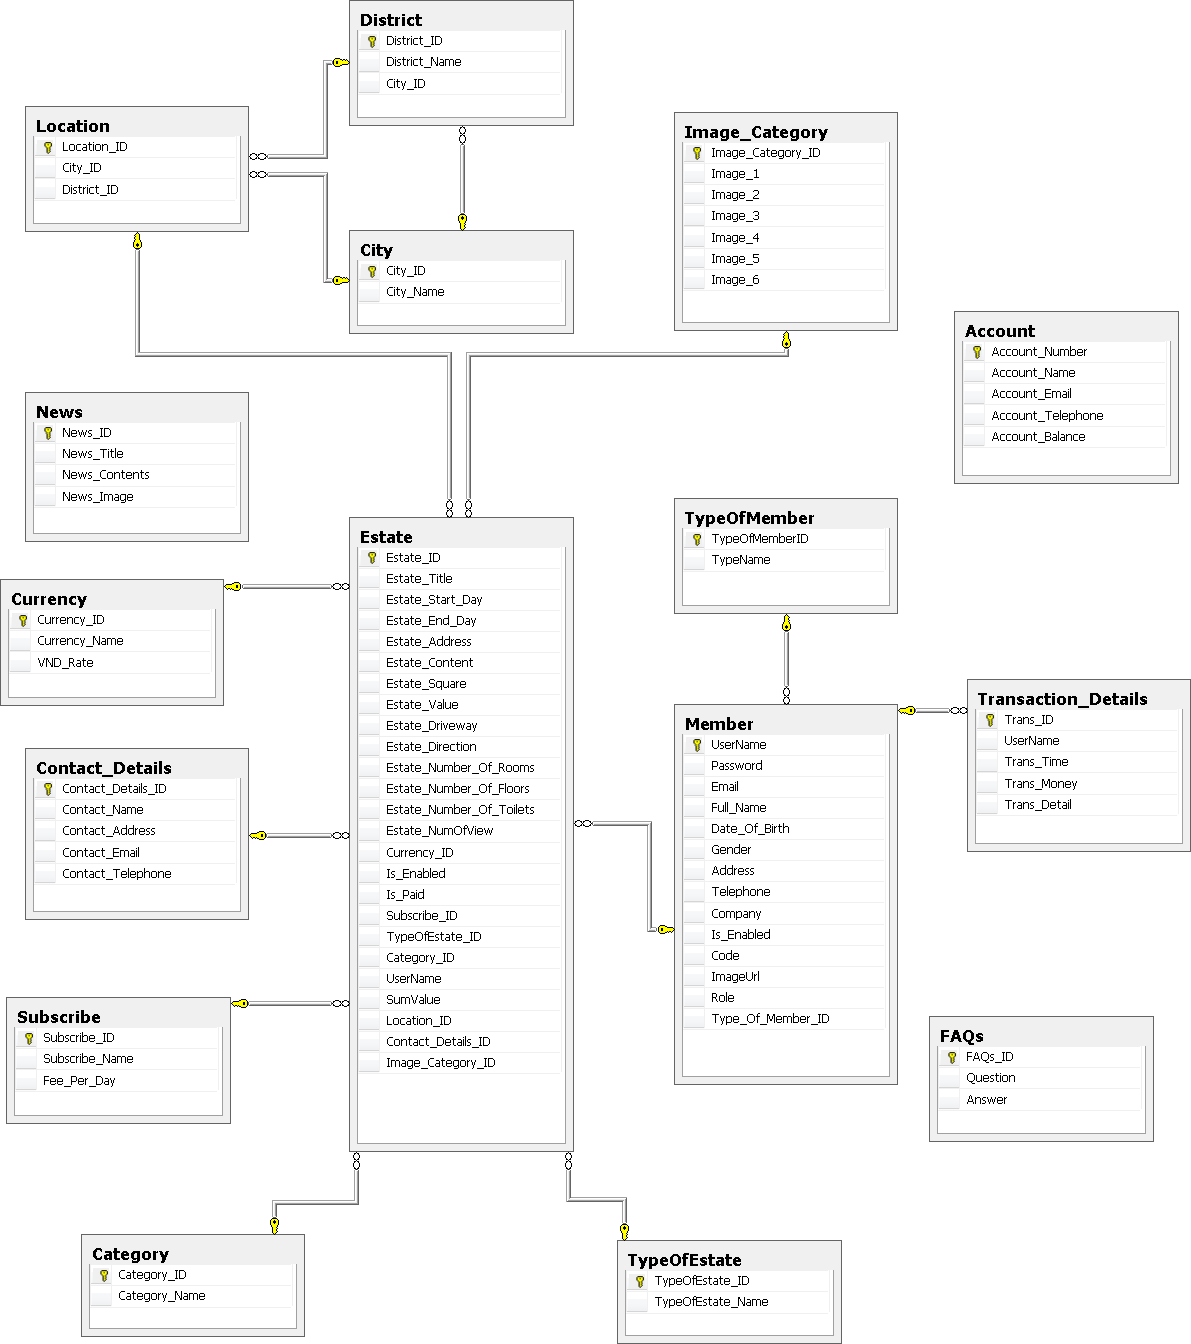 District
District_ID
District_Name
City_ID
Location
Location_ID
City_ID
District_ID
Image_Category
Image_Category_ID
Image_1
Image_2
Image_3
Image_4
Image_5
Image_6
City
City_ID
City_Name
Account
Account_Number
Account_Name
Account_Email
Account_Telephone
Account_Balance
News
News_ID
News_Title
News_Contents
News_Image
TypeOfMember
TypeOfMemberID
TypeName
Estate
Estate_ID
Estate_Title
Estate_Start_Day
Estate_End_Day
Estate_Address
Estate_Content
Estate_Square
Estate_Value
Estate_Driveway
Estate_Direction
Estate_Number_Of_Rooms
Estate_Number_Of_Floors
Estate_Number_Of_Toilets
Estate_NumOfView
Currency_ID
Is_Enabled
Is_Paid
Subscribe_ID
TypeOfEstate_ID
Category_ID
UserName
SumValue
Location_ID
Contact_Details_ID
Image_Category_ID
Currency
Currency_ID
Currency_Name
VND_Rate
Transaction_Details
Trans_ID
UserName
Trans_Time
Trans_Money
Trans_Detail
Member
UserName
Password
Email
Full_Name
Date_Of_Birth
Gender
Address
Telephone
Company
Is_Enabled
Code
ImageUrl
Role
Type_Of_Member_ID
Contact_Details
Contact_Details_ID
Contact_Name
Contact_Address
Contact_Email
Contact_Telephone
Subscribe
Subscribe_ID
Subscribe_Name
Fee_Per_Day
FAQs
FAQs_ID
Question
Answer
Category
Category_ID
Category_Name
TypeOfEstate
TypeOfEstate_ID
TypeOfEstate_Name